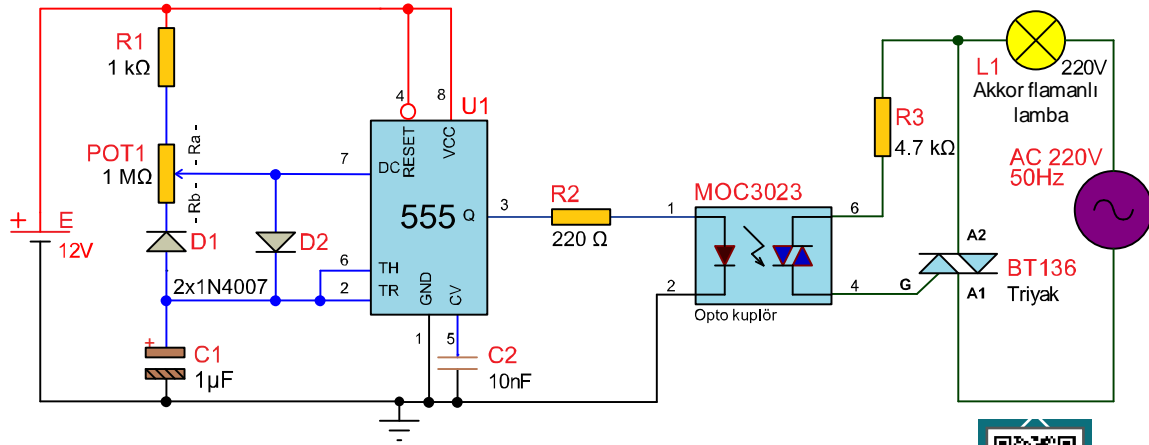 R1
1 kΩ
POT1
1 MΩ
- Rb - - Ra -
+
E
12V
D1
D2
2x1N4007
+
C1
1µF
4
8
U1
RESET
VCC
7
DC
555
Q
3
6
TH
2
TR
GND
CV
1
5
C2
10nF
R2
220 Ω
MOC3023
1
2
6
4
Opto kuplör
R3
4.7 kΩ
L1
220V
Akkor flamanlı
lamba
AC 220V
50Hz
A2
G
A1
BT136
Triyak